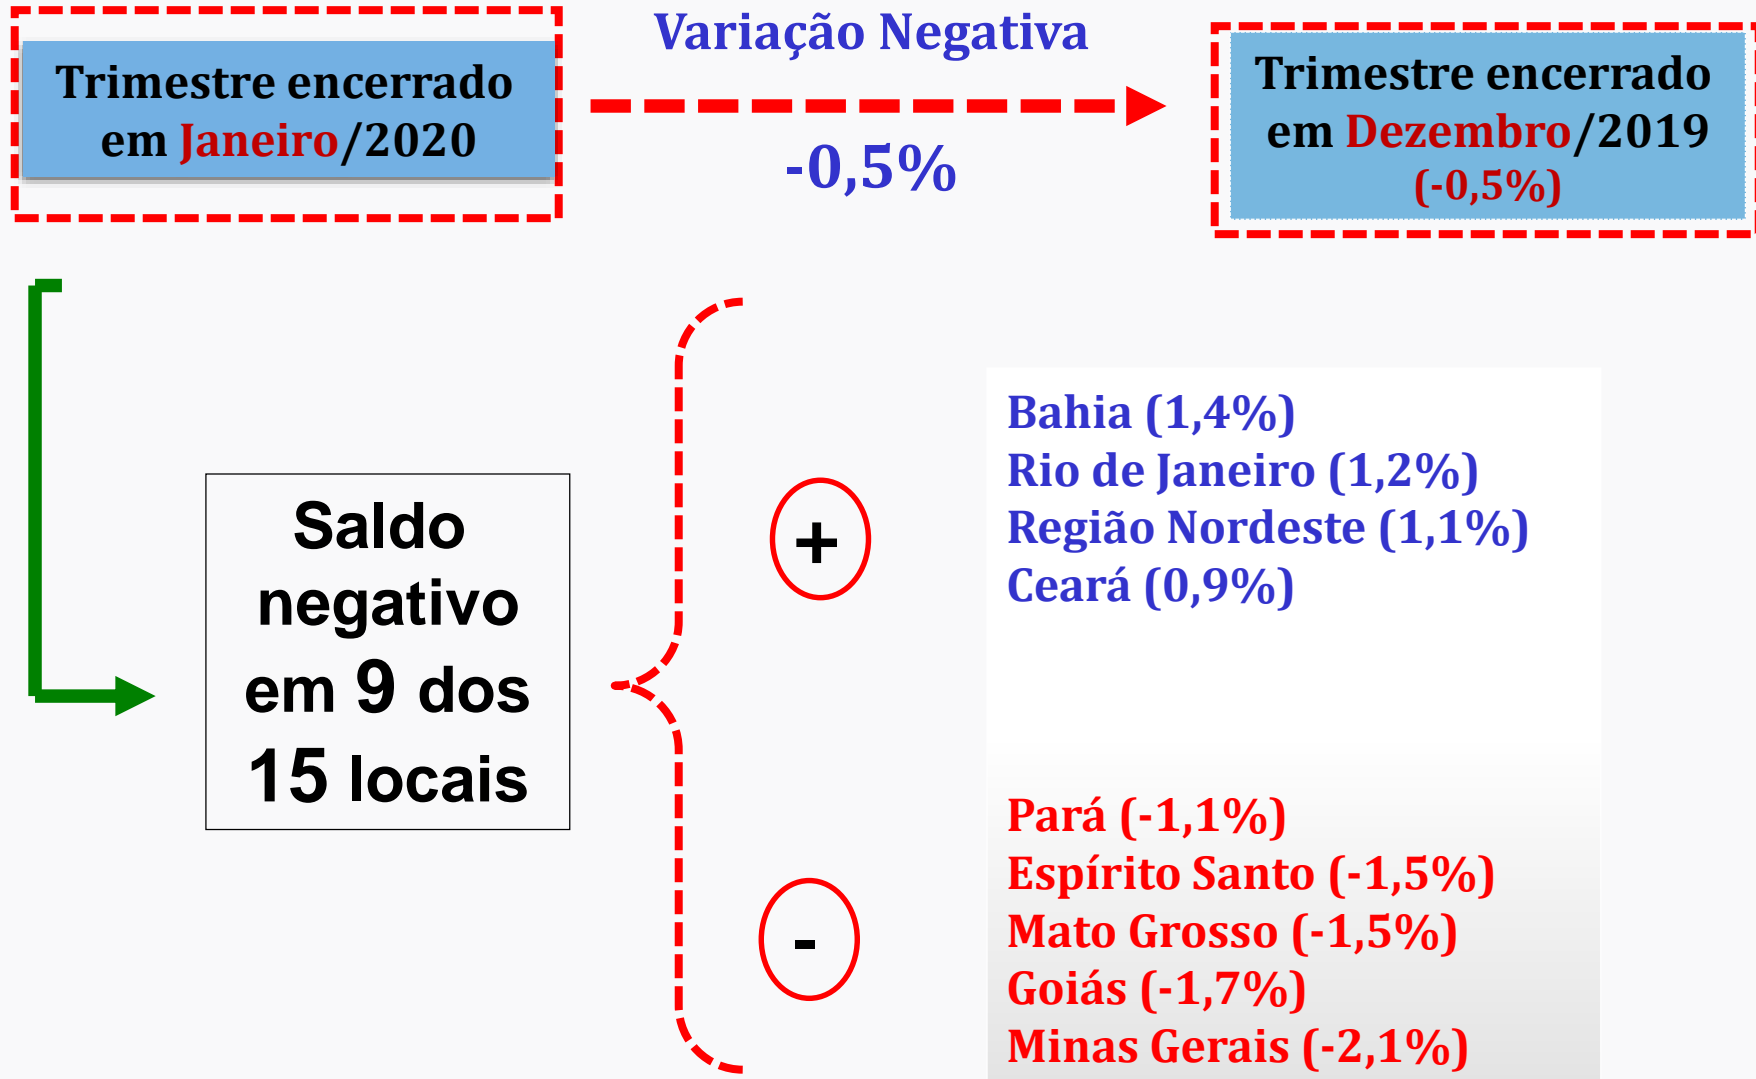 Trimestre encerrado
em Janeiro/2020
Variação Negativa
-0,5%
Trimestre encerrado
em Dezembro/2019
(-0,5%)
Saldo
negativo
em 9 dos
15 locais
+
Bahia (1,4%)
Rio de Janeiro (1,2%)
Região Nordeste (1,1%)
Ceará (0,9%)
-
Pará (-1,1%)
Espírito Santo (-1,5%)
Mato Grosso (-1,5%)
Goiás (-1,7%)
Minas Gerais (-2,1%)